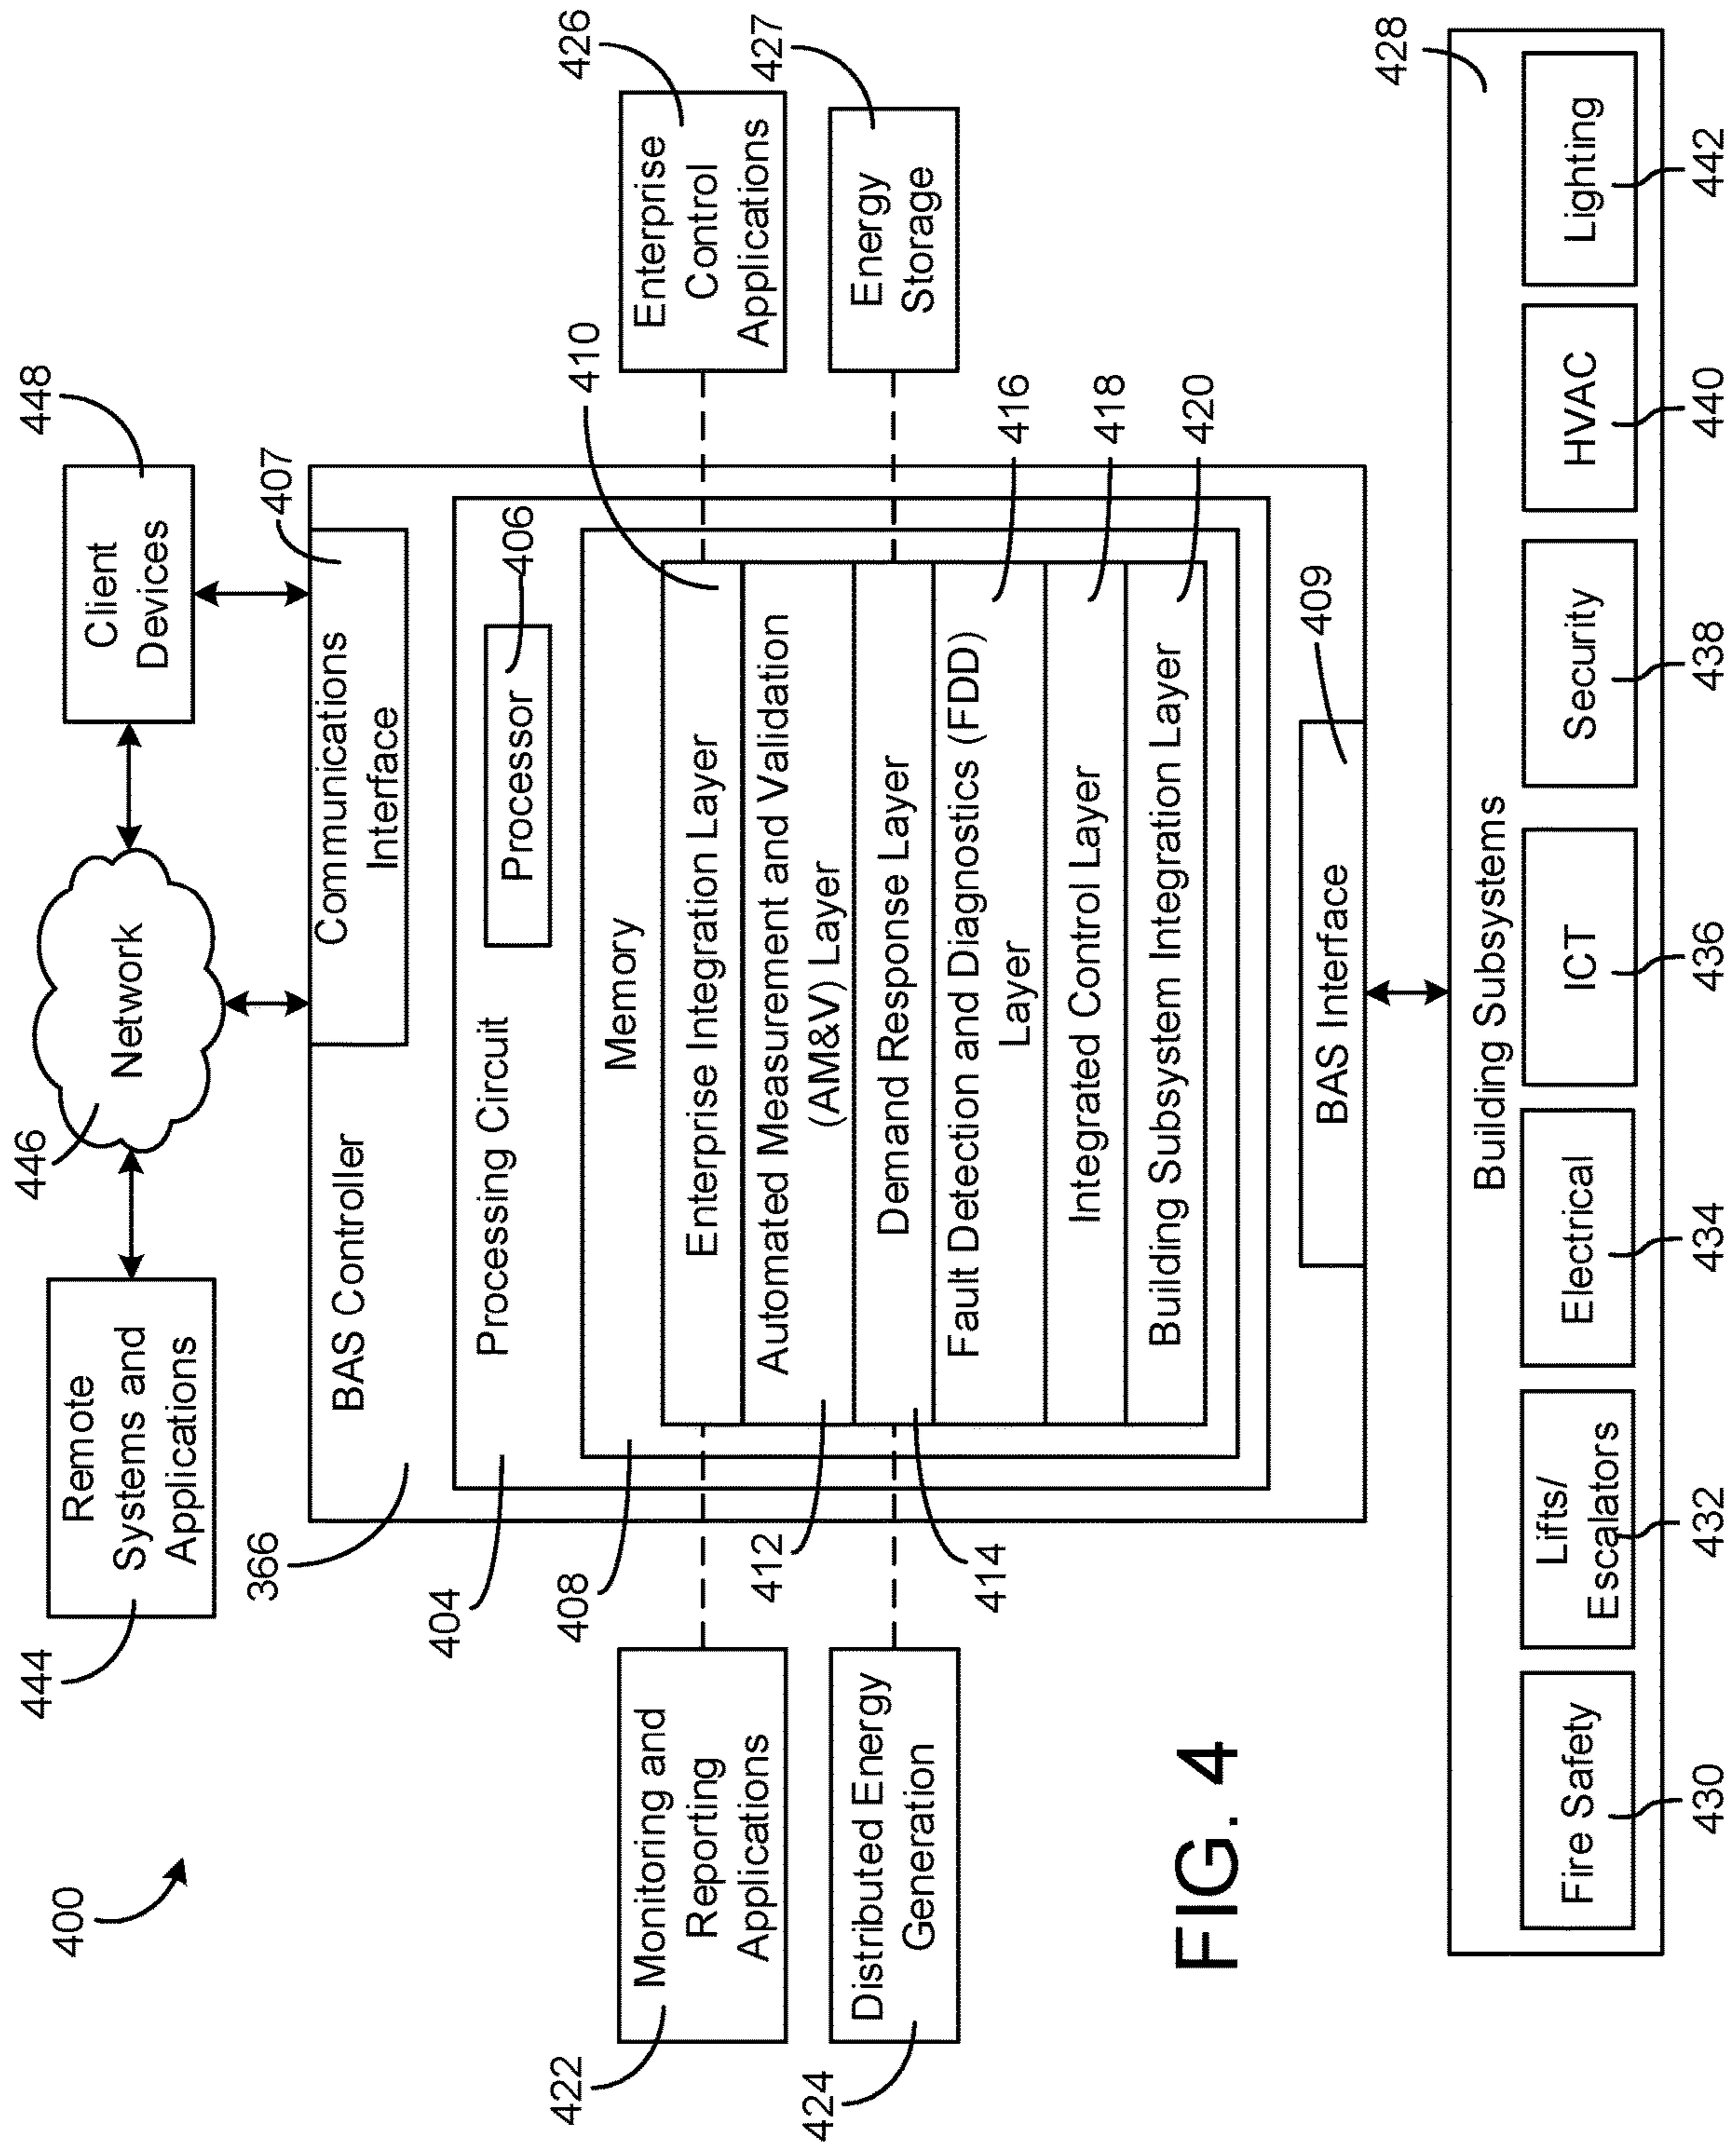 400
444
Remote
Systems and
Applications
446
Network
Client
Devices
448
366
BAS Controller
Communications
Interface
407
404
Processing Circuit
Processor
406
408
Memory
410
Enterprise Integration Layer
Automated Measurement and Validation
(AM&V) Layer
412
Demand Response Layer
414
Fault Detection and Diagnostics (FDD)
Layer
416
Integrated Control Layer
418
Building Subsystem Integration Layer
420
BAS Interface
409
422
Monitoring and
Reporting
Applications
424
Distributed Energy
Generation
426
Enterprise
Control
Applications
427
Energy
Storage
FIG. 4
428
Building Subsystems
Fire Safety
Lifts/
Escalators
Electrical
ICT
Security
HVAC
Lighting
430
432
434
436
438
440
442